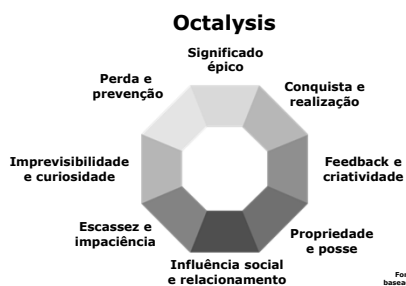 Octalysis
Significado
épico
Conquista e
realização
Feedback e
criatividade
Propriedade
e posse
Influência social
e relacionamento
Escassez e
impaciência
Imprevisibilidade
e curiosidade
Perda e
prevenção